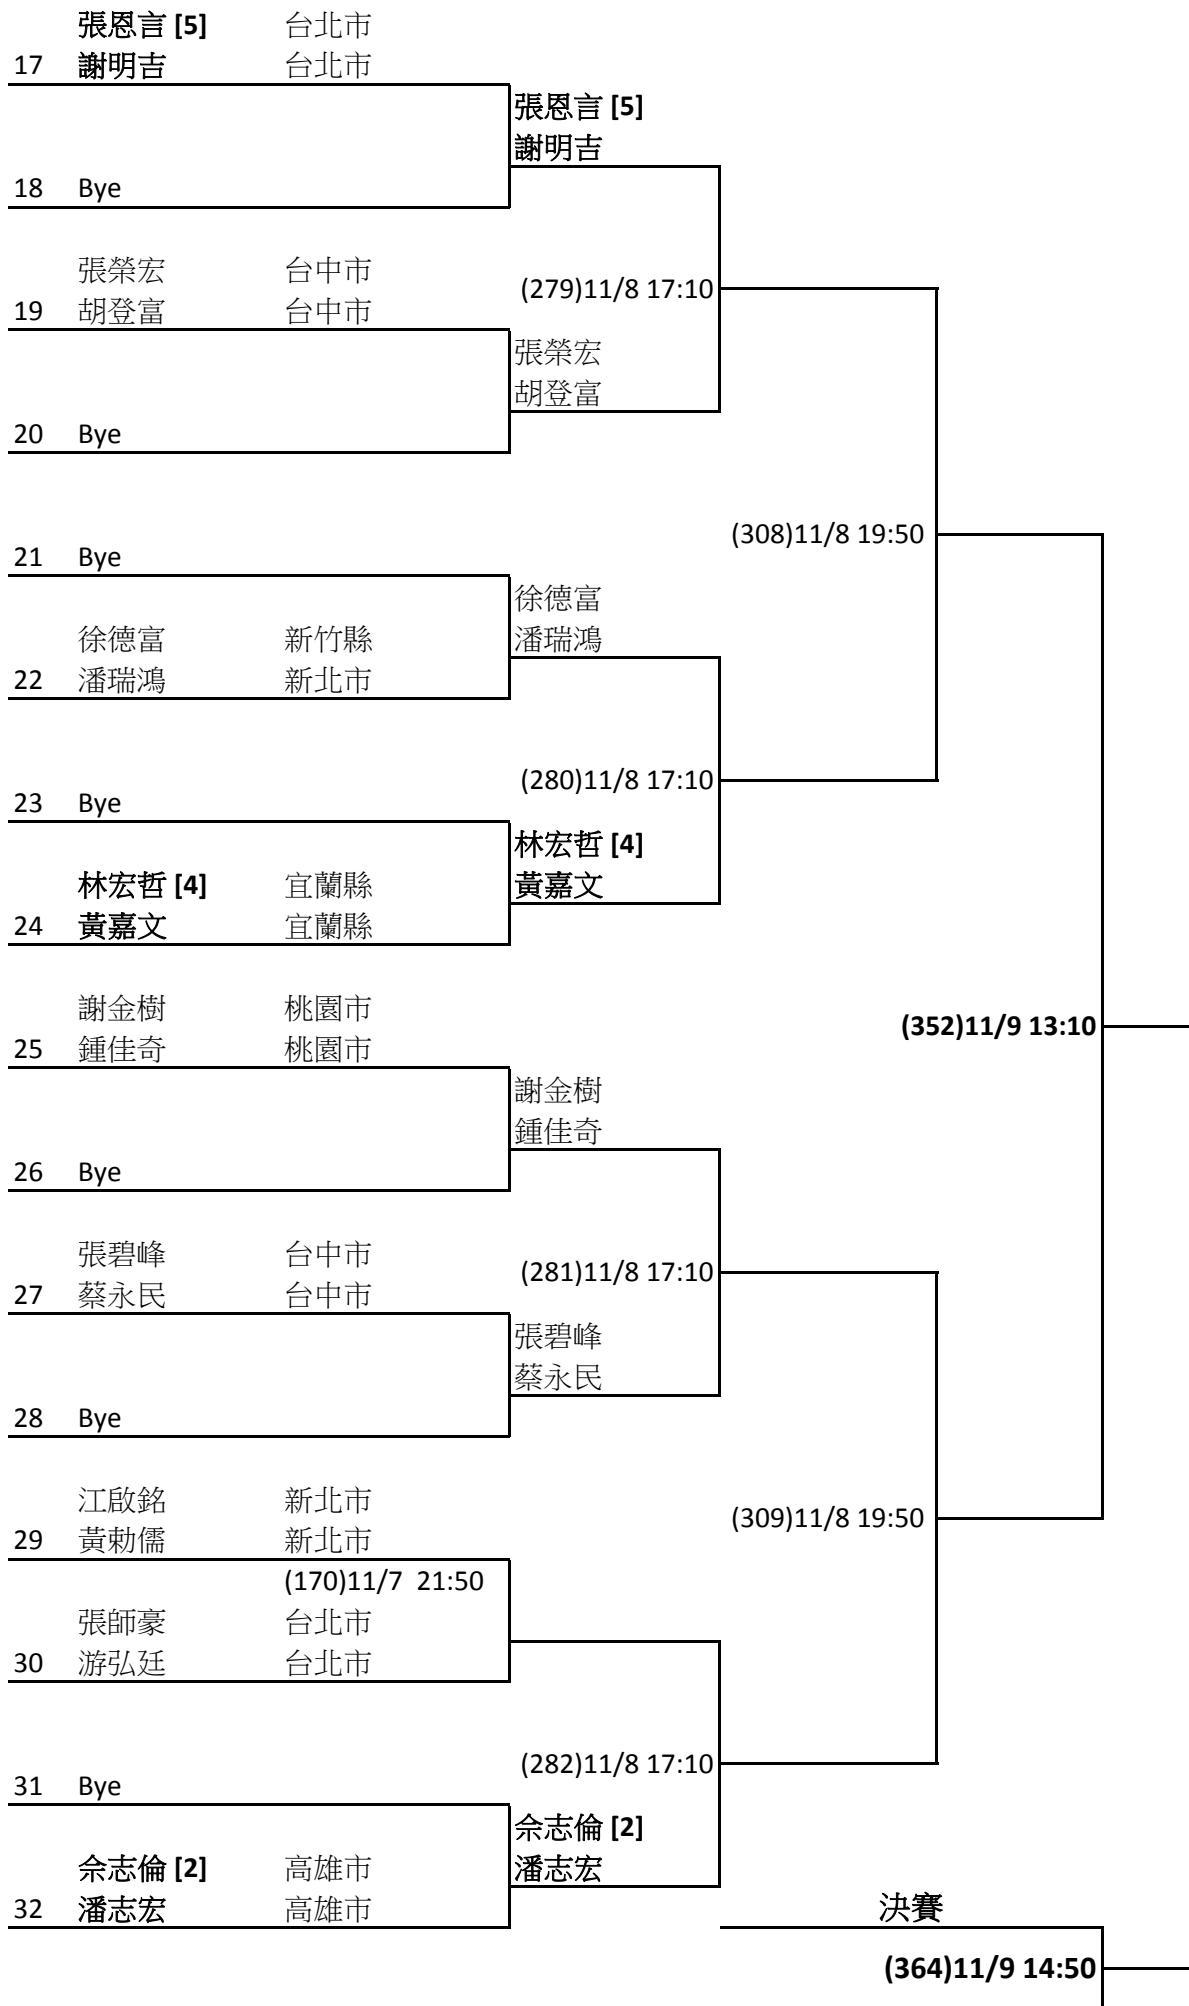 張恩言 [5] 台北市
17 謝明吉 台北市
張恩言 [5]
謝明吉
18 Bye
張榮宏 台中市
(279)11/8 17:10
19 胡登富 台中市
張榮宏
胡登富
20 Bye
(308)11/8 19:50
21 Bye
徐德富
徐德富 新竹縣 潘瑞鴻
22 潘瑞鴻 新北市
(280)11/8 17:10
23 Bye
林宏哲 [4]
林宏哲 [4] 宜蘭縣 黃嘉文
24 黃嘉文 宜蘭縣
謝金樹 桃園市
(352)11/9 13:10
25 鍾佳奇 桃園市
謝金樹
鍾佳奇
26 Bye
張碧峰 台中市
(281)11/8 17:10
27 蔡永民 台中市
張碧峰
蔡永民
28 Bye
江啟銘 新北市
(309)11/8 19:50
29 黃勅儒 新北市
(170)11/7 21:50
張師豪 台北市
30 游弘廷 台北市
(282)11/8 17:10
31 Bye
佘志倫 [2]
佘志倫 [2] 高雄市 潘志宏
32 潘志宏 高雄市
決賽
(364)11/9 14:50